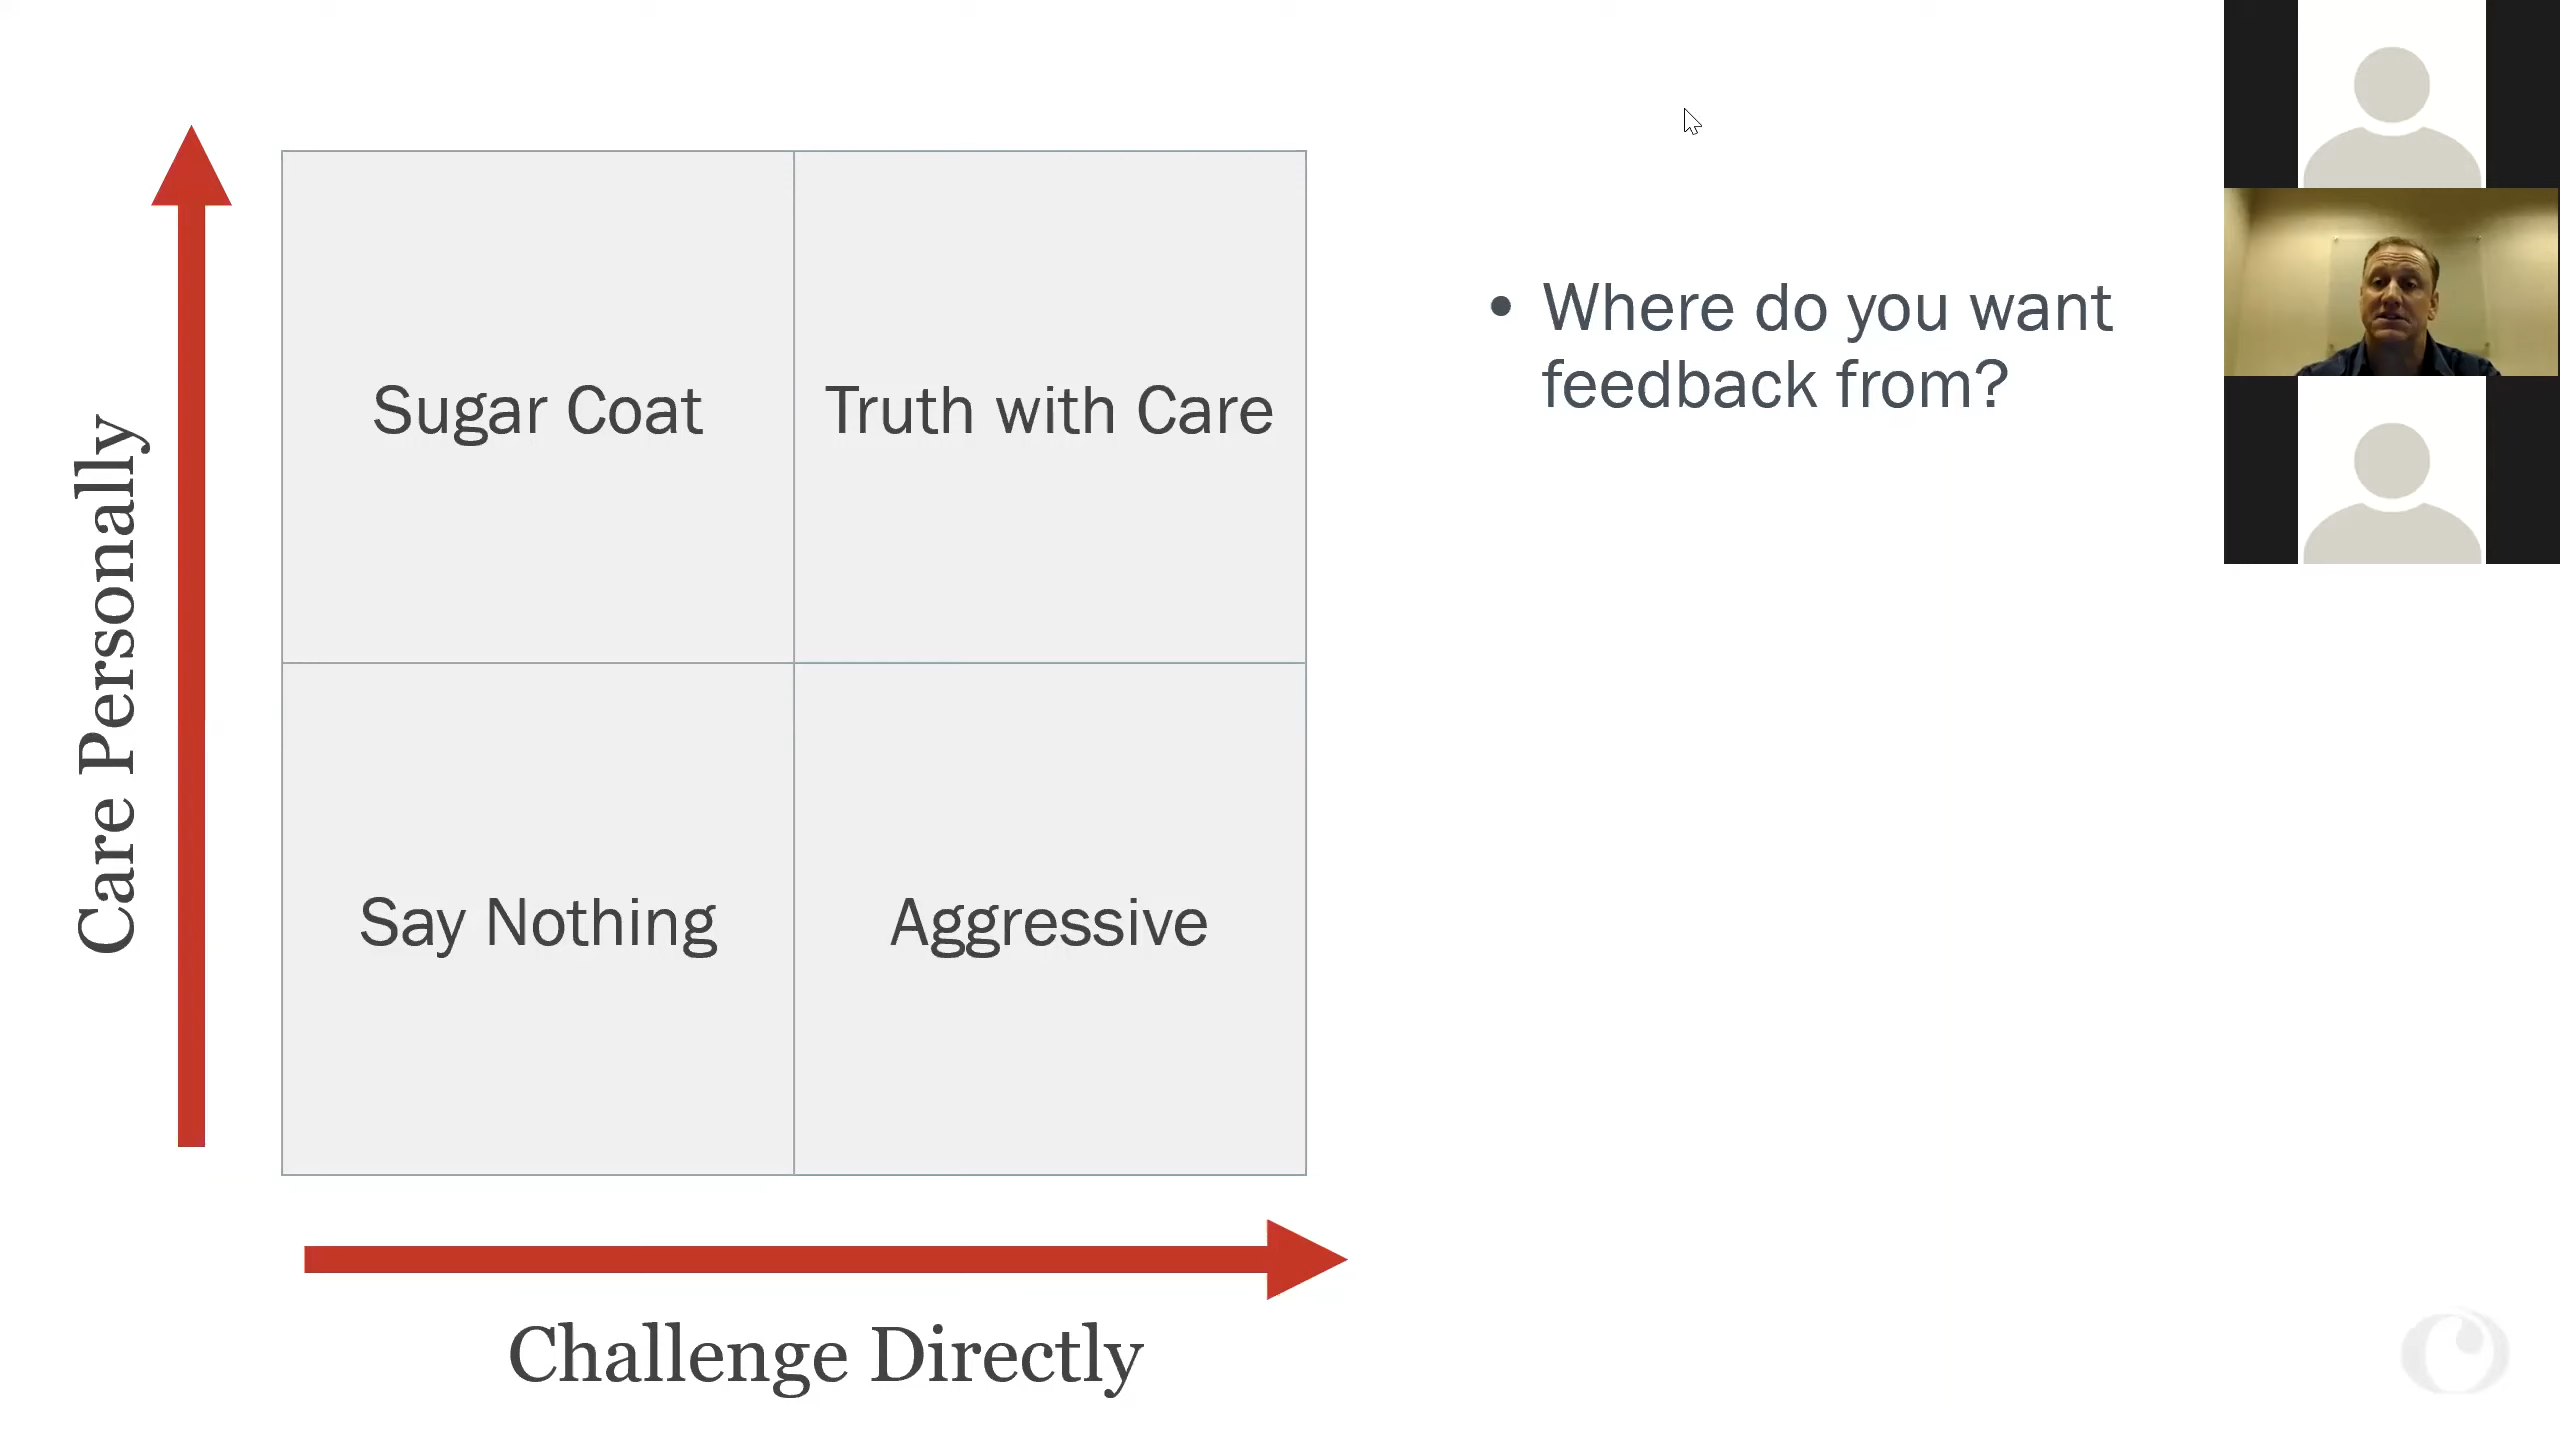 Care Personally
Sugar Coat
Truth with Care
Say Nothing
Aggressive
Challenge Directly
• Where do you want
feedback from?